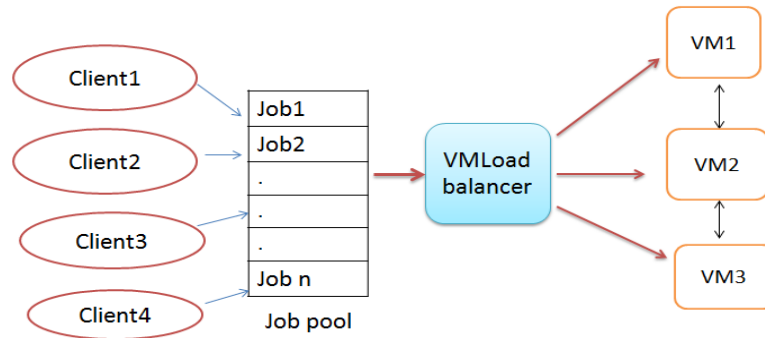 Client1
Client2
Client3
Client4
Job1
Job2
.
.
.
Job n
Job pool
VMLoad
balancer
VM1
VM2
VM3